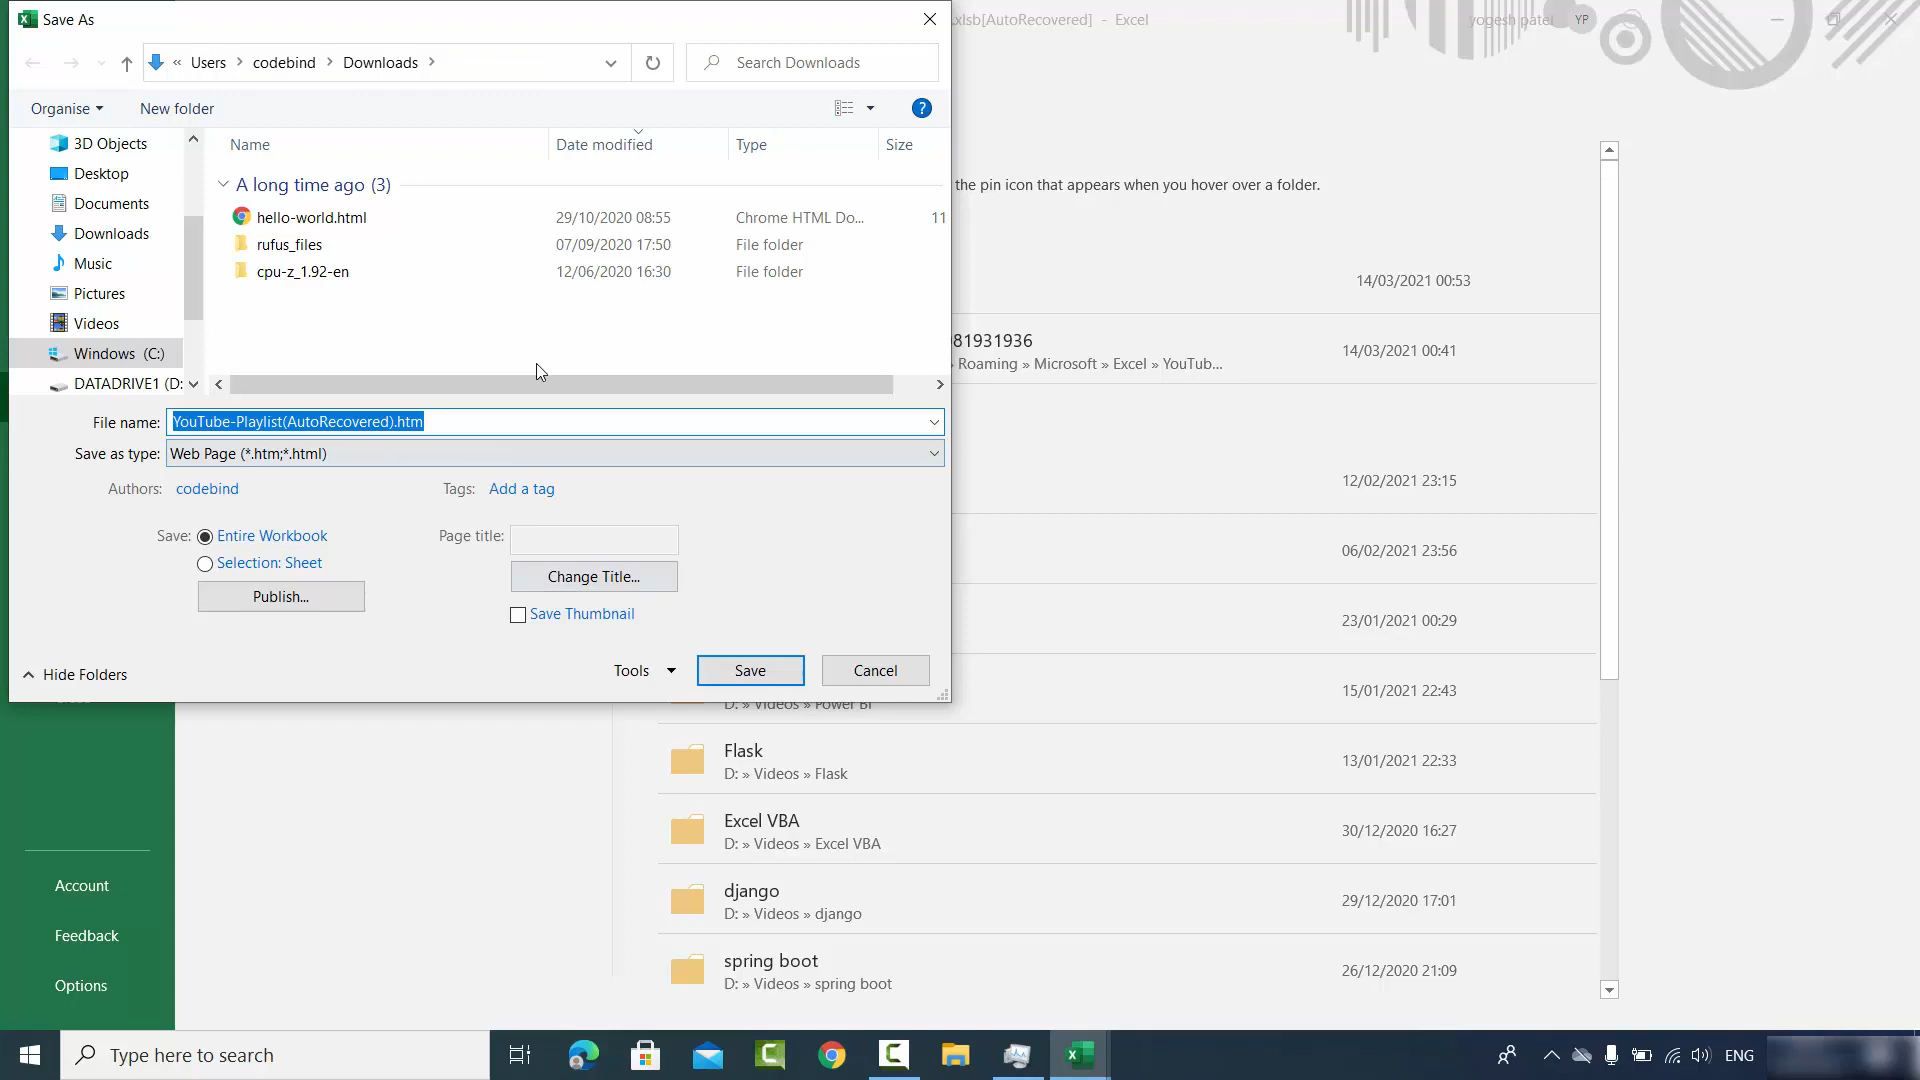 Save As
.xlsb[AutoRecovered] - Excel
yogesh patel
YP
« Users > codebind > Downloads >
Search Downloads
Organise
New folder
?
3D Objects
Desktop
Documents
Downloads
Music
Pictures
Videos
Windows (C:)
DATADRIVE1 (D:
Name
Date modified
Type
Size
A long time ago (3)
hello-world.html 29/10/2020 08:55 Chrome HTML Do... 11
rufus_files 07/09/2020 17:50 File folder
cpu-z_1.92-en 12/06/2020 16:30 File folder
File name: YouTube-Playlist(AutoRecovered).htm
Save as type: Web Page (*.htm;*.html)
Authors: codebind
Tags: Add a tag
Save: Entire Workbook
Selection: Sheet
Publish...
Page title:
Change Title...
Save Thumbnail
Hide Folders
Tools
Save
Cancel
the pin icon that appears when you hover over a folder.
14/03/2021 00:53
81931936
Roaming » Microsoft » Excel » YouTub...
14/03/2021 00:41
12/02/2021 23:15
06/02/2021 23:56
23/01/2021 00:29
15/01/2021 22:43
D: » Videos » Power BI
Flask
D: » Videos » Flask
13/01/2021 22:33
Excel VBA
D: » Videos » Excel VBA
30/12/2020 16:27
django
D: » Videos » django
29/12/2020 17:01
spring boot
D: » Videos » spring boot
26/12/2020 21:09
Account
Feedback
Options
Type here to search
ENG